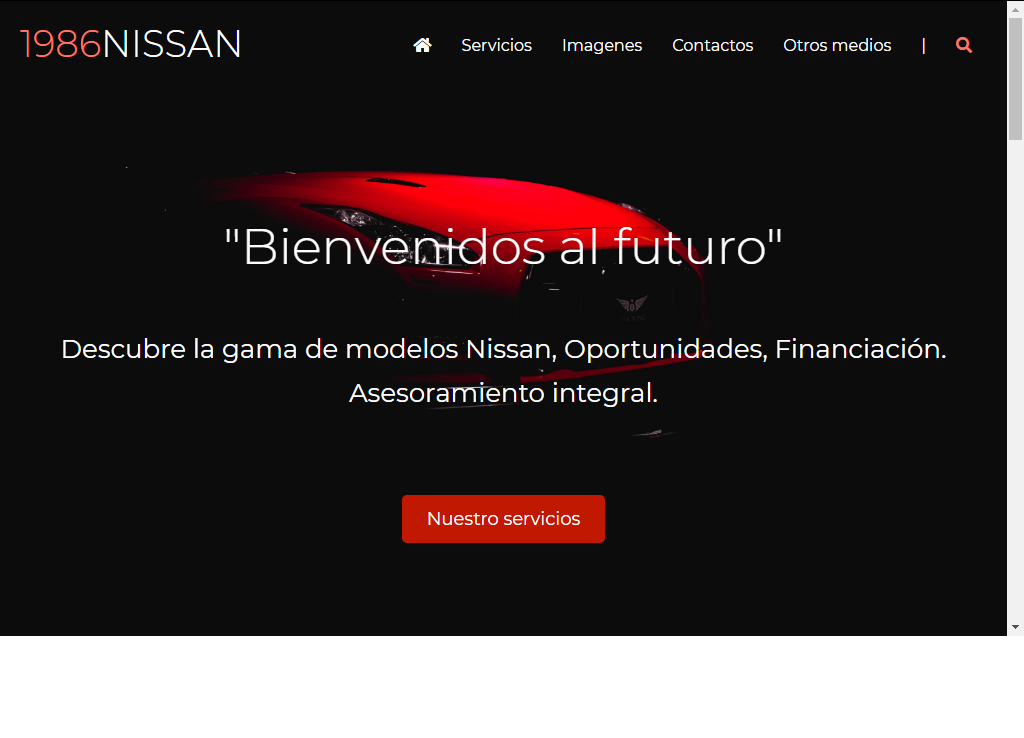 1986NISSAN
Servicios
Imagenes
Contactos
Otros medios
|
"Bienvenidos al futuro"
Descubre la gama de modelos Nissan, Oportunidades, Financiación.
Asesoramiento integral.
Nuestro servicios